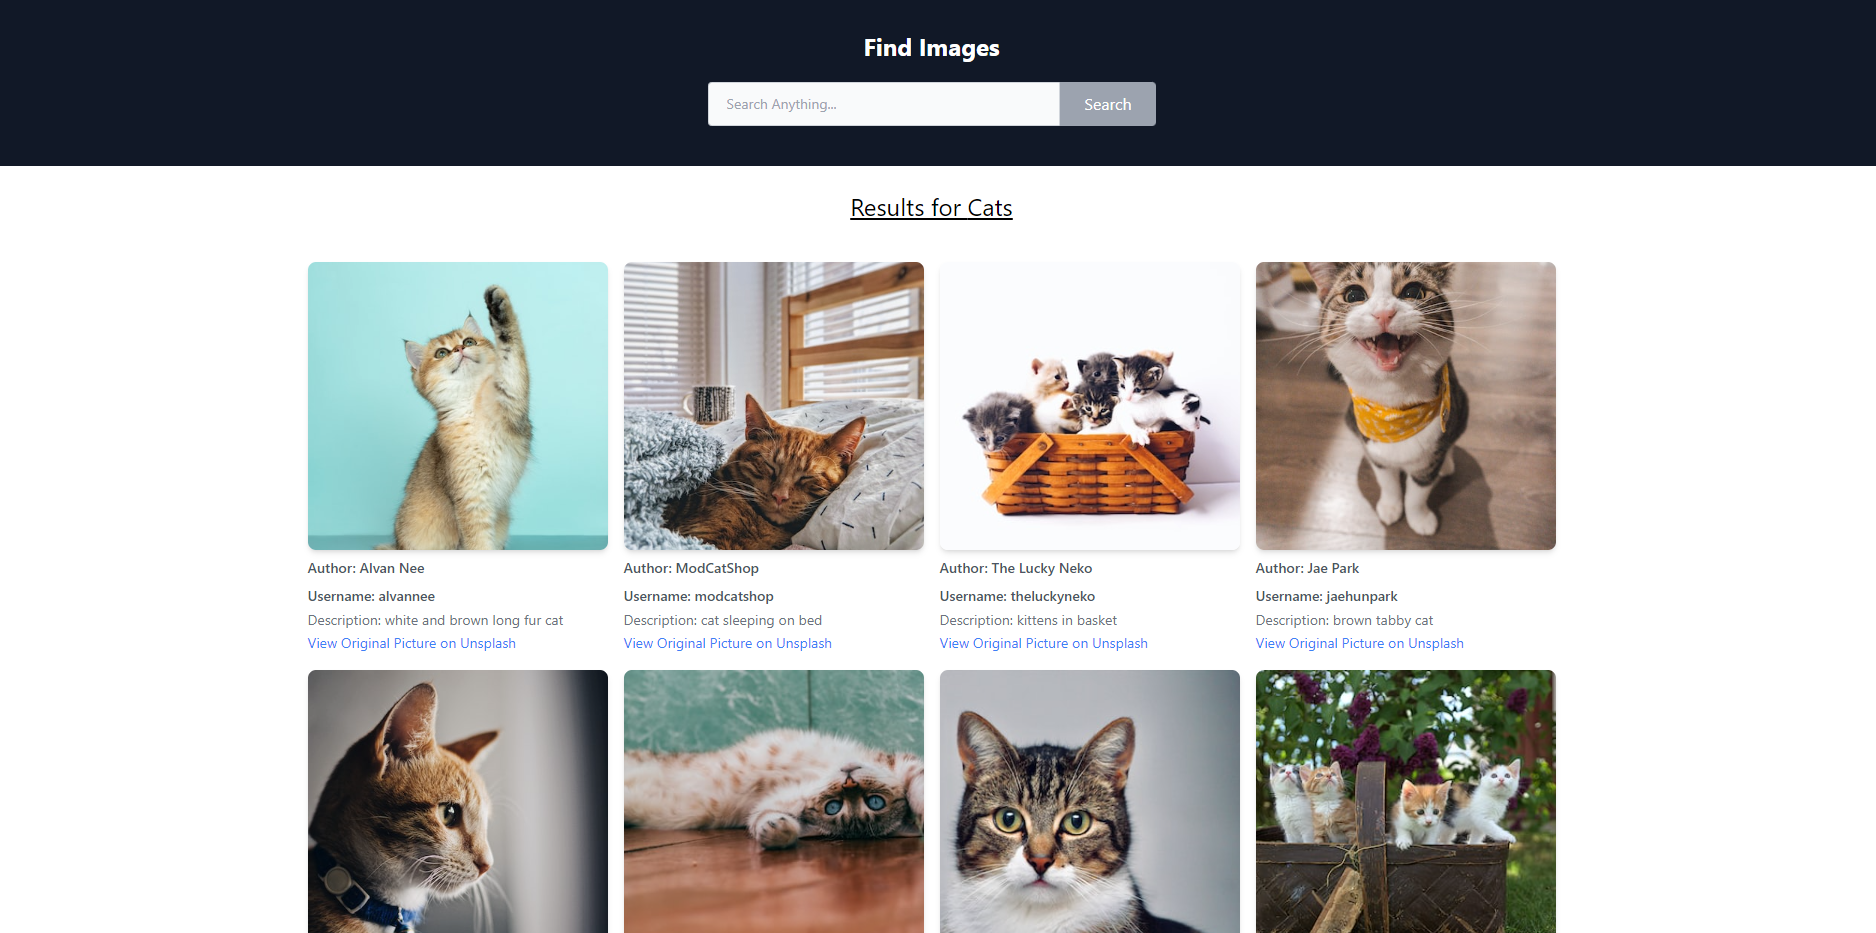 Find Images
Search Anything...
Search
Results for Cats
Author: Alvan Nee
Username: alvannee
Description: white and brown long fur cat
View Original Picture on Unsplash
Author: ModCatShop
Username: modcatshop
Description: cat sleeping on bed
View Original Picture on Unsplash
Author: The Lucky Neko
Username: theluckyneko
Description: kittens in basket
View Original Picture on Unsplash
Author: Jae Park
Username: jaehunpark
Description: brown tabby cat
View Original Picture on Unsplash